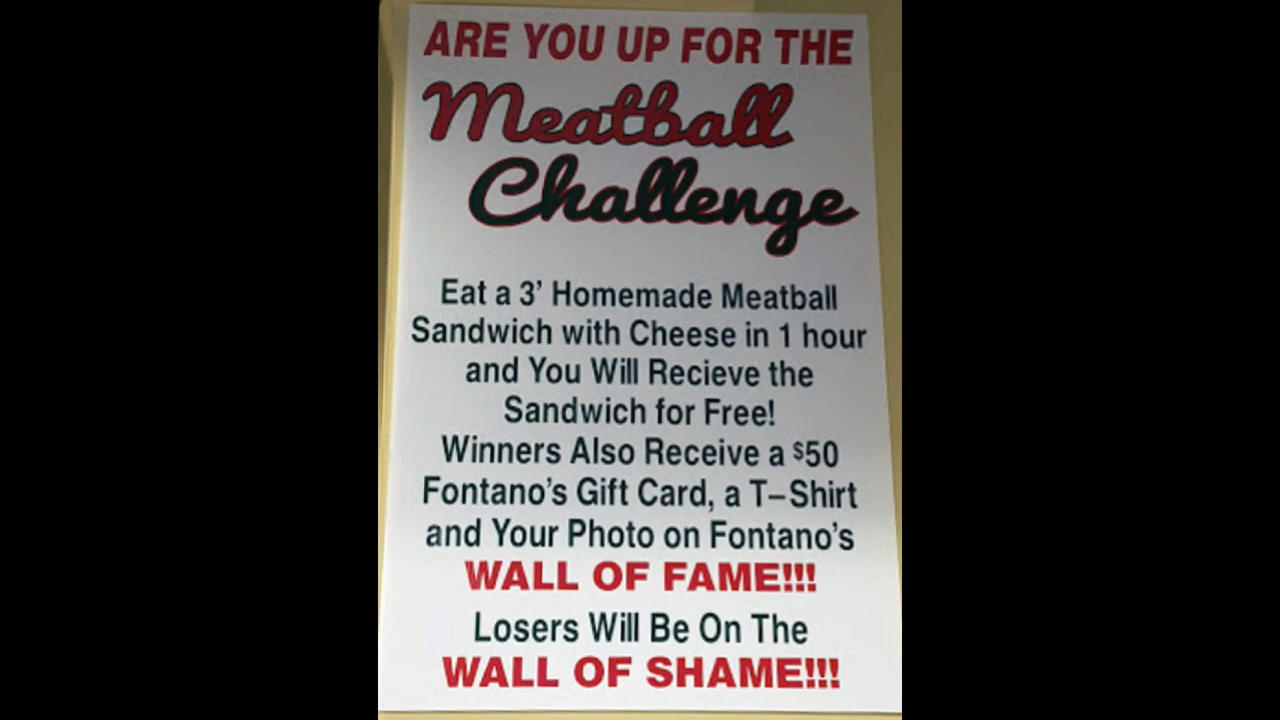 ARE YOU UP FOR THE
Meatball
Challenge
Eat a 3' Homemade Meatball
Sandwich with Cheese in 1 hour
and You Will Recieve the
Sandwich for Free!
Winners Also Receive a $50
Fontano's Gift Card, a T-Shirt
and Your Photo on Fontano's
WALL OF FAME!!!
Losers Will Be On The
WALL OF SHAME!!!